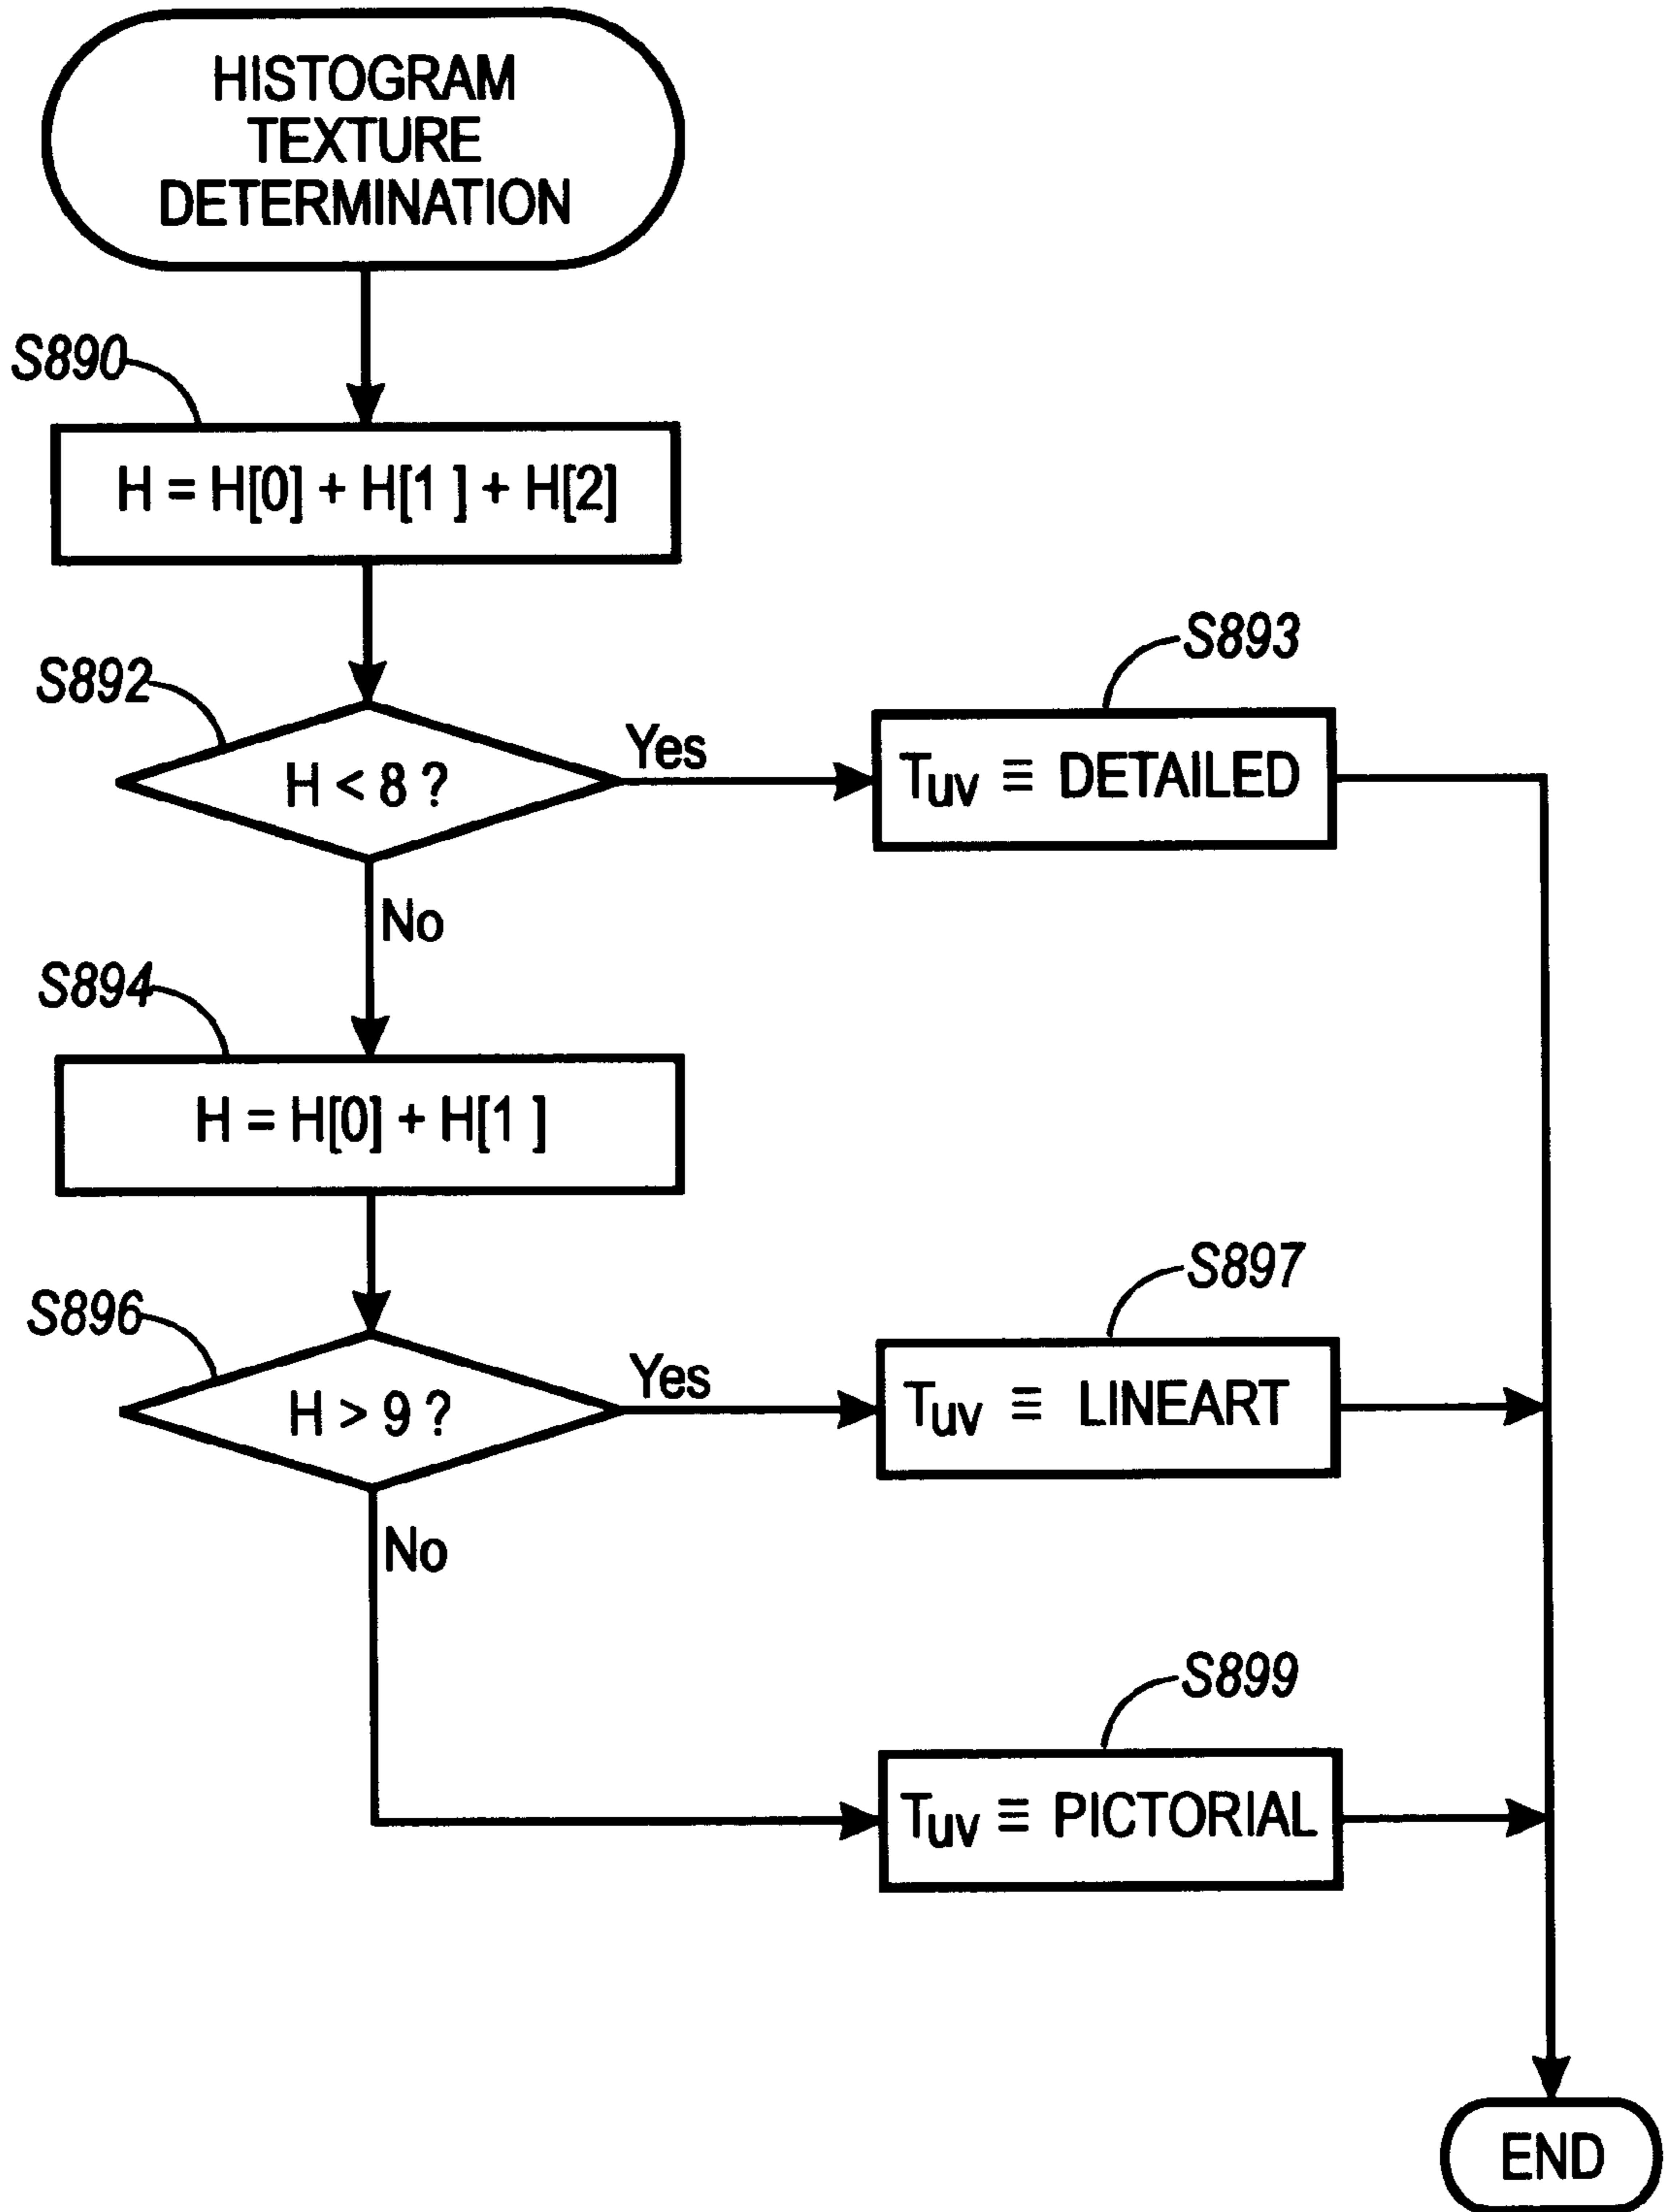 HISTOGRAM
TEXTURE
DETERMINATION
S890
H = H[0] + H[1 ] + H[2]
S892
H < 8 ?
Yes
S893
Tuv ≡ DETAILED
No
S894
H = H[0] + H[1 ]
S896
H > 9 ?
Yes
S897
Tuv ≡ LINEART
No
S899
Tuv ≡ PICTORIAL
END